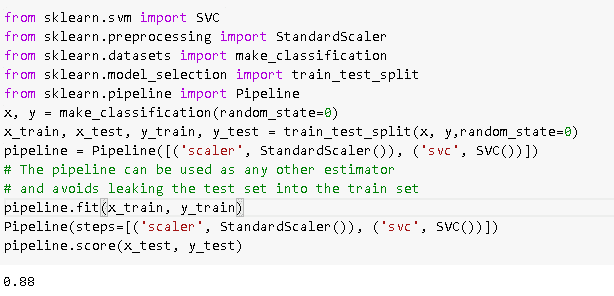 from sklearn.svm import SVC
from sklearn.preprocessing import StandardScaler
from sklearn.datasets import make_classification
from sklearn.model_selection import train_test_split
from sklearn.pipeline import Pipeline
x, y = make_classification(random_state=0)
x_train, x_test, y_train, y_test = train_test_split(x, y,random_state=0)
pipeline = Pipeline([('scaler', StandardScaler()), ('svc', SVC())])
# The pipeline can be used as any other estimator
# and avoids leaking the test set into the train set
pipeline.fit(x_train, y_train)
Pipeline(steps=[('scaler', StandardScaler()), ('svc', SVC())])
pipeline.score(x_test, y_test)
0.88